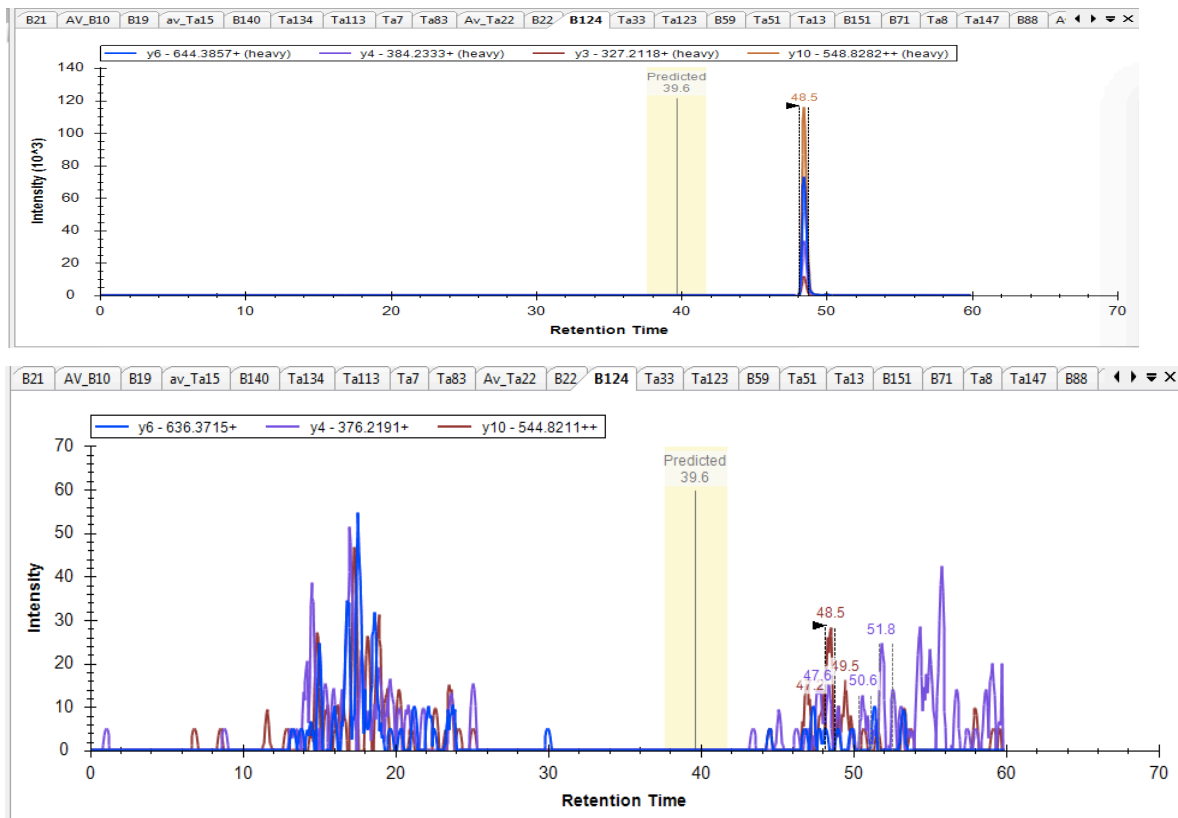 B21 AV_B10 B19 av_Ta15 B140 Ta134 Ta113 Ta7 Ta83 Av_Ta22 B22 B124 Ta33 Ta123 B59 Ta51 Ta13 B151 B71 Ta8 Ta147 B88
y6 - 644.3857+ (heavy) y4 - 384.2333+ (heavy) y3 - 327.2118+ (heavy) y10 - 548.8282++ (heavy)
140
120
100
80
60
40
20
0
Intensity (10^3)
Predicted
39.6
48.5
0 10 20 30 40 50 60 70
Retention Time
B21 AV_B10 B19 av_Ta15 B140 Ta134 Ta113 Ta7 Ta83 Av_Ta22 B22 B124 Ta33 Ta123 B59 Ta51 Ta13 B151 B71 Ta8 Ta147 B88
y6 - 636.3715+ y4 - 376.2191+ y10 - 544.8211++
70
60
50
40
30
20
10
0
Intensity
Predicted
39.6
48.5
51.8
47.6
49.5
50.6
0 10 20 30 40 50 60 70
Retention Time